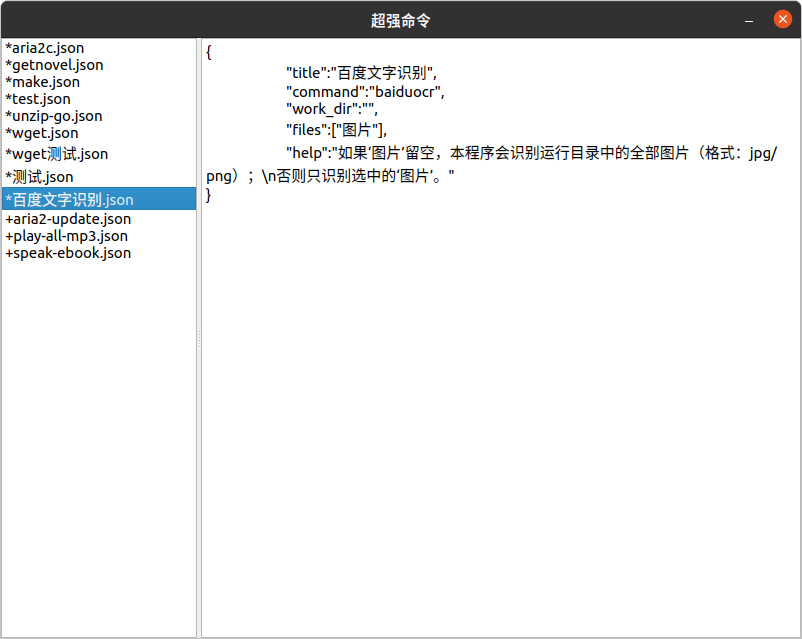 超强命令
*aria2c.json
*getnovel.json
*make.json
*test.json
*unzip-go.json
*wget.json
*wget测试.json
*测试.json
*百度文字识别.json
+aria2-update.json
+play-all-mp3.json
+speak-ebook.json
{
"title":"百度文字识别",
"command":"baiduocr",
"work_dir":"",
"files":["图片"],
"help":"如果‘图片’留空，本程序会识别运行目录中的全部图片（格式：jpg/
png）；\n否则只识别选中的‘图片’。"
}